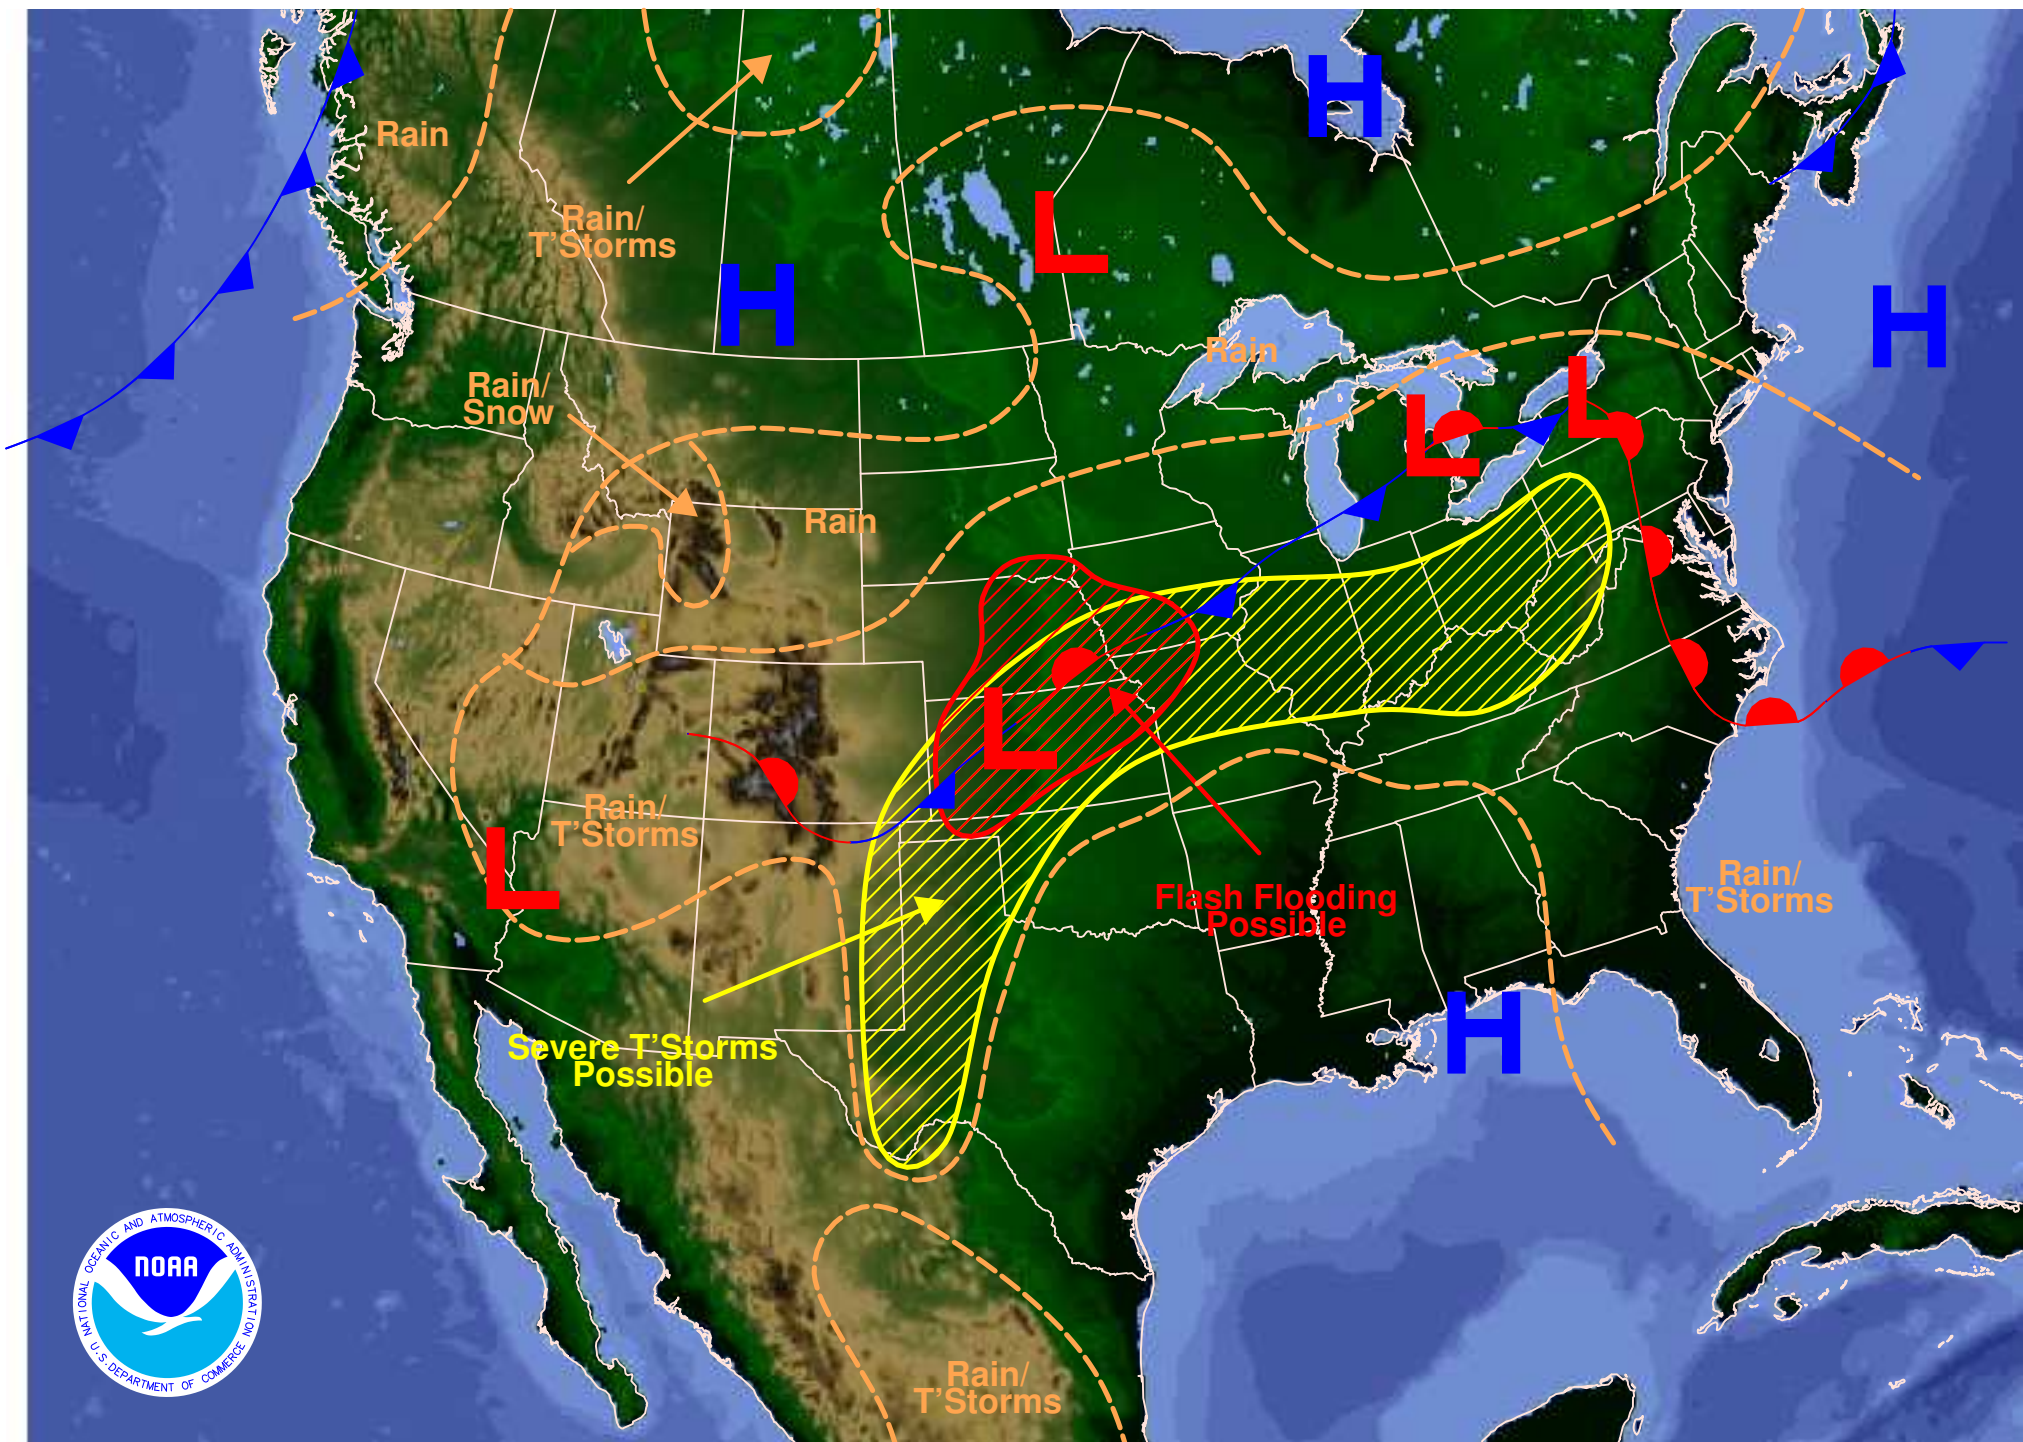 H
Rain
L
Rain/
T'Storms
H
H
Rain
L
Rain/
Snow
L
Rain
L
Rain/
T'Storms
L
Flash Flooding
Possible
Rain/
T'Storms
H
Severe T'Storms
Possible
NATIONAL OCEANIC AND ATMOSPHERIC ADMINISTRATION
NOAA
U.S. DEPARTMENT OF COMMERCE
Rain/
T'Storms